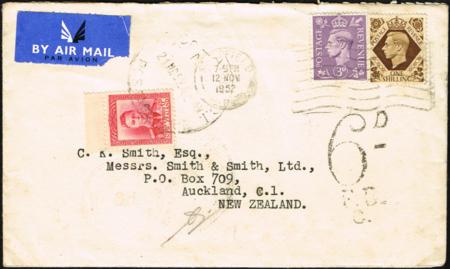 BY AIR MAIL
PAR AVION
12 NOV
1952
POSTAGE
REVENUE
3D
ONE
SHILLING
6D
C. K. Smith, Esq.,
Messrs. Smith & Smith, Ltd.,
P.O. Box 709,
Auckland, C.1.
NEW ZEALAND.